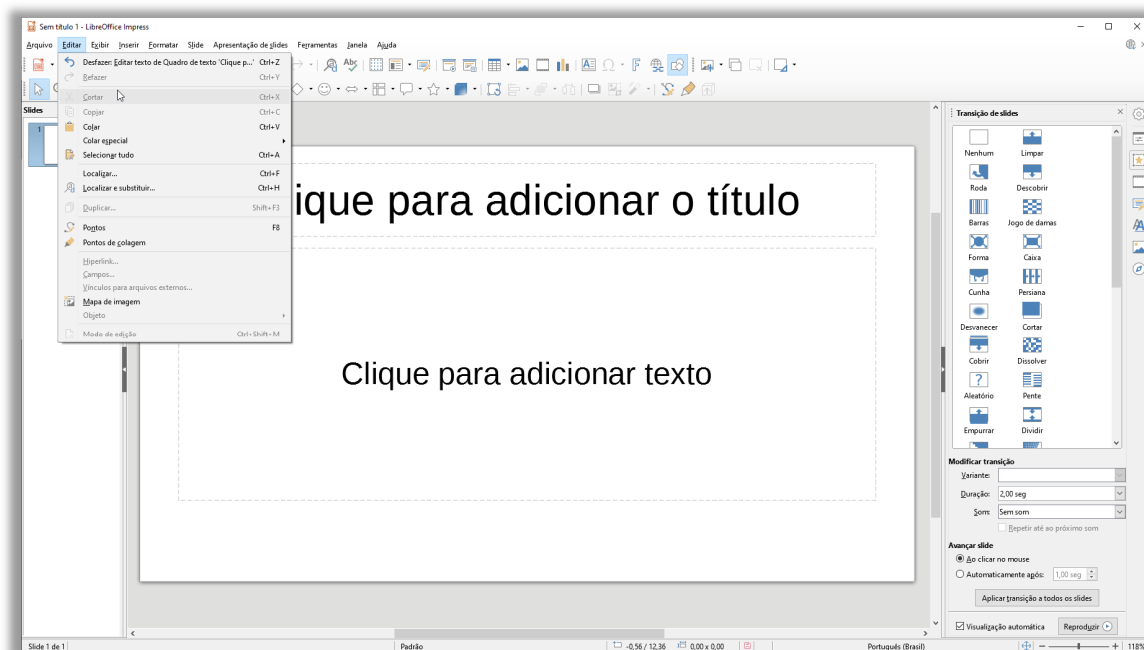 Sem título 1 - LibreOffice Impress
Arquivo Editar Exibir Inserir Formatar Slide Apresentação de slides Ferramentas Janela Ajuda
Desfazer: Editar texto de Quadro de texto 'Clique p...' Ctrl+Z
Refazer Ctrl+Y
Cortar Ctrl+X
Copiar Ctrl+C
Colar Ctrl+V
Colar especial
Selecionar tudo Ctrl+A
Localizar... Ctrl+F
Localizar e substituir... Ctrl+H
Duplicar... Shift+F3
Pontos F8
Pontos de colagem
Hiperlink...
Campos...
Vínculos para arquivos externos...
Mapa de imagem
Objeto
Modo de edição Ctrl+Shift+M
Slides
1
ique para adicionar o título
Clique para adicionar texto
Transição de slides
Nenhum Limpar
Roda Descobrir
Barras Jogo de damas
Forma Caixa
Cunha Persiana
Desvanecer Cortar
Cobrir Dissolver
Aleatório Pente
Empurrar Dividir
Modificar transição
Variante:
Duração: 2,00 seg
Som: Sem som
Repetir até ao próximo som
Avançar slide
Ao clicar no mouse
Automaticamente após: 1,00 seg
Aplicar transição a todos os slides
Visualização automática Reproduzir
Slide 1 de 1 Padrão -0,56 / 12,36 0,00 x 0,00 Português (Brasil) 118%